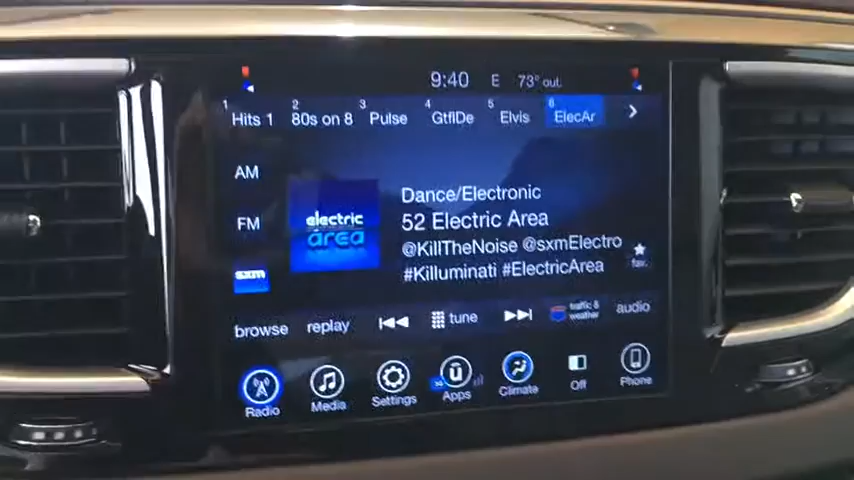 9:40 E 73° out.
1 Hits 1 2 80s on 8 3 Pulse 4 GtflDe 5 Elvis 6 ElecAr
AM
FM
sxm
electric
area
Dance/Electronic
52 Electric Area
@KillTheNoise @sxmElectro
#Killuminati #ElectricArea
fav.
browse replay tune traffic & weather audio
Radio Media Settings Apps Climate Off Phone